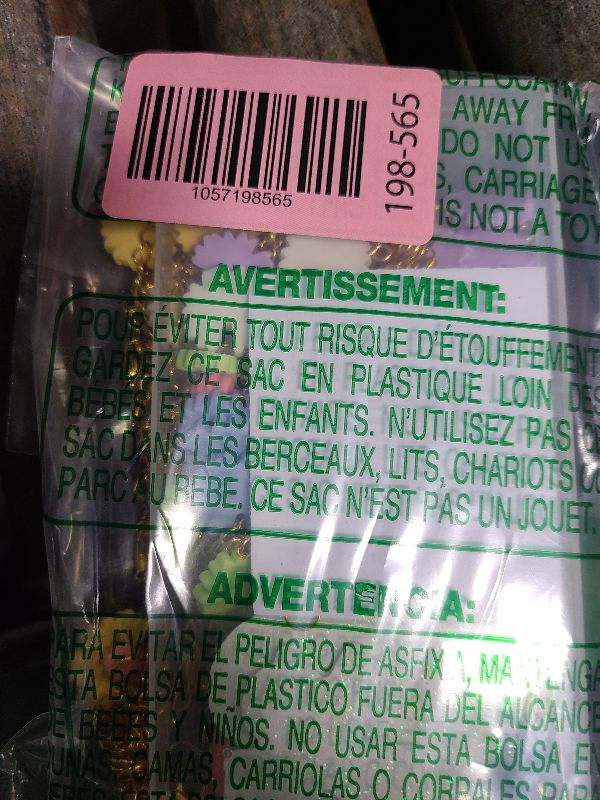 1057198565
198-565
AWAY
DO NOT
CARRIAGE
IS NOT A TOY
AVERTISSEMENT:
POUR ÉVITER TOUT RISQUE D'ÉTOUFFEMENT
GARDEZ CE SAC EN PLASTIQUE LOIN DES
BÉBÉS ET LES ENFANTS. N'UTILISEZ PAS CE
SAC DANS LES BERCEAUX, LITS, CHARIOTS
PARC AU BEBE. CE SAC N'EST PAS UN JOUET.
ADVERTENCIA:
PARA EVITAR EL PELIGRO DE ASFIXIA, MANTENGA
ESTA BOLSA DE PLASTICO FUERA DEL ALCANCE
DE BEBES Y NIÑOS. NO USAR ESTA BOLSA EN
CUNAS, CAMAS, CARRIOLAS O CORRALES PARA